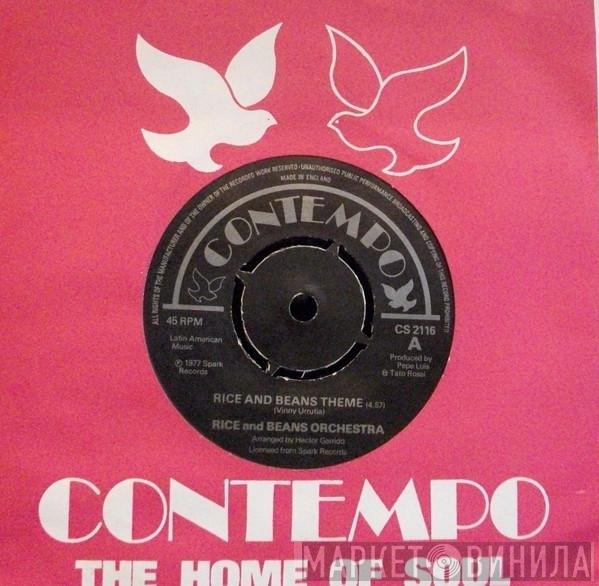 ALL RIGHTS OF THE MANUFACTURER AND OF THE OWNER OF THE RECORDED WORK RESERVED · UNAUTHORISED PUBLIC PERFORMANCE BROADCASTING AND COPYING OF THIS RECORD PROHIBITED
MADE IN ENGLAND
CONTEMPO
45 RPM
CS 2116
A
Latin American
Music
℗ 1977 Spark
Records
Produced by
Pepe Luis
& Tato Rossi
RICE AND BEANS THEME (4.57)
(Vinny Urrutia)
RICE and BEANS ORCHESTRA
Arranged by Hector Garrido
Licensed from Spark Records
CONTEMPO
THE HOME OF SOUL
МАРКЕТ ВИНИЛА